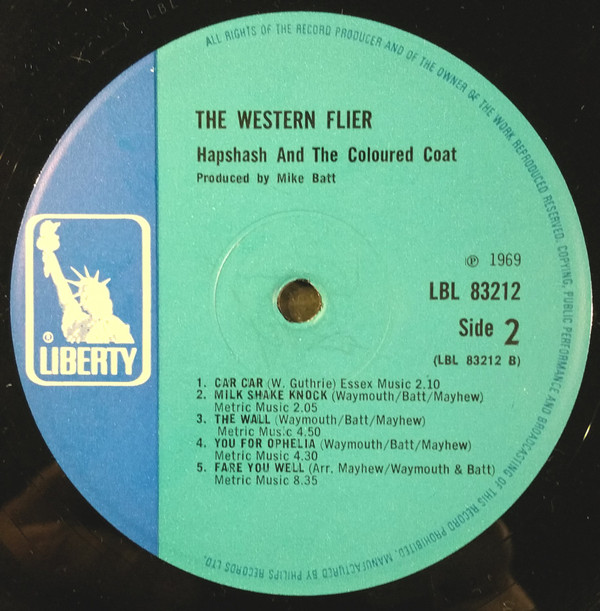 ALL RIGHTS OF THE RECORD PRODUCER AND OF THE OWNER OF THE WORK REPRODUCED RESERVED. COPYING, PUBLIC PERFORMANCE AND BROADCASTING OF THIS RECORD PROHIBITED. MANUFACTURED BY PHILIPS RECORDS LTD.
THE WESTERN FLIER
Hapshash And The Coloured Coat
Produced by Mike Batt
℗ 1969
LBL 83212
Side 2
(LBL 83212 B)
® LIBERTY
1. CAR CAR (W. Guthrie) Essex Music 2.10
2. MILK SHAKE KNOCK (Waymouth/Batt/Mayhew)
Metric Music 2.05
3. THE WALL (Waymouth/Batt/Mayhew)
Metric Music 4.50
4. YOU FOR OPHELIA (Waymouth/Batt/Mayhew)
Metric Music 4.30
5. FARE YOU WELL (Arr. Mayhew/Waymouth & Batt)
Metric Music 8.35